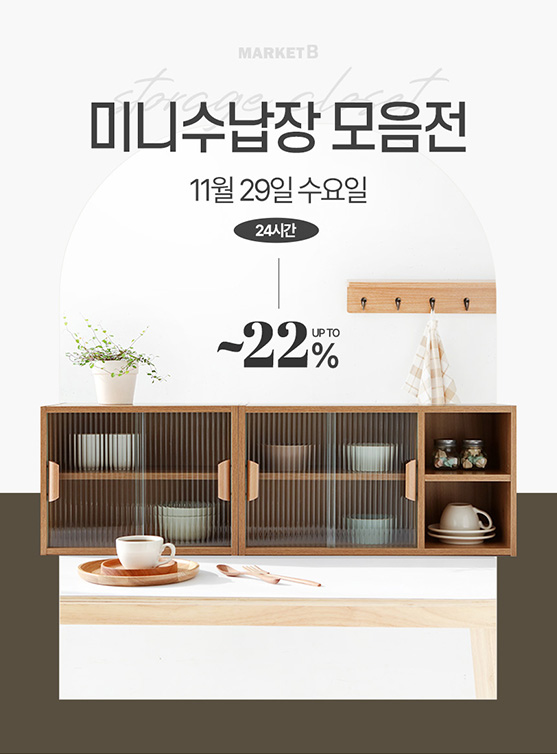 MARKET B
storage closet
미니수납장 모음전
11월 29일 수요일
24시간
~22% UP TO